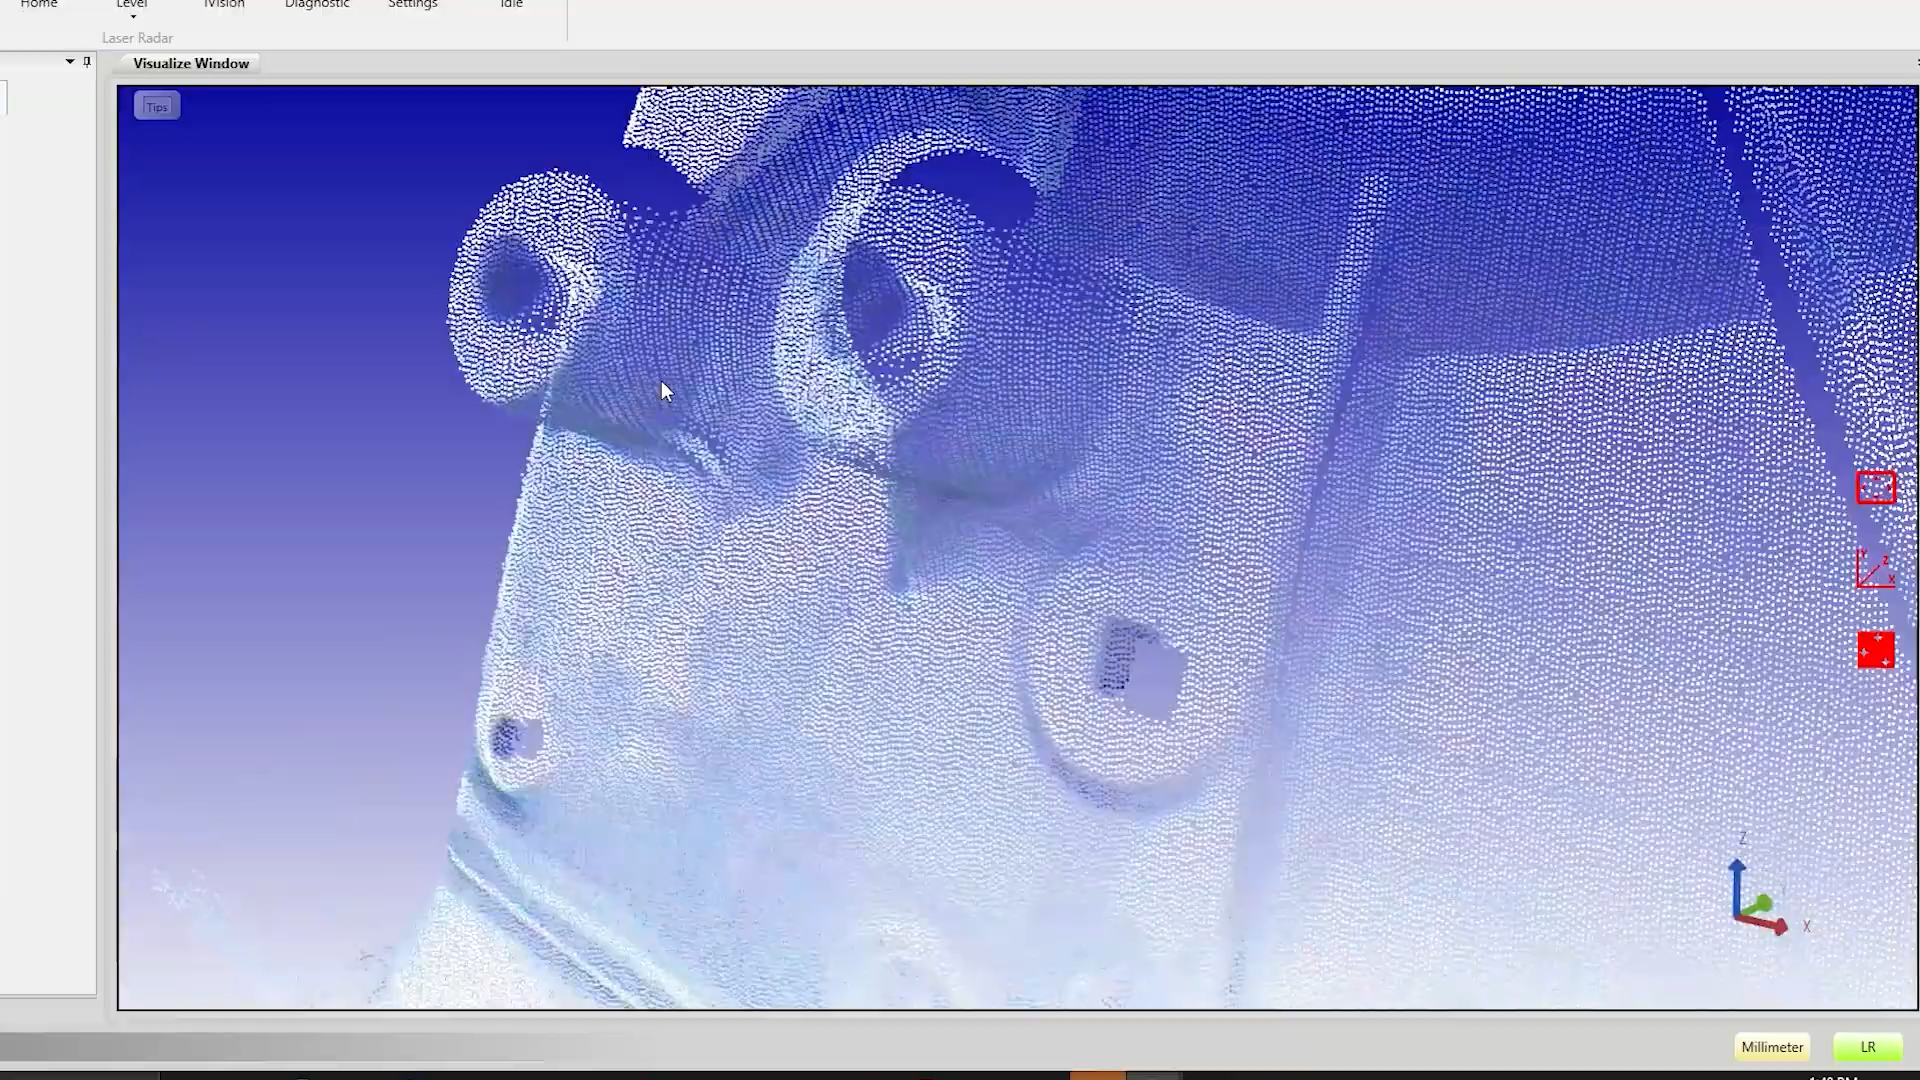 Home Level iVision Diagnostic Settings Idle
Laser Radar
Visualize Window
Tips
Y
Z
X
Z
X
Millimeter LR